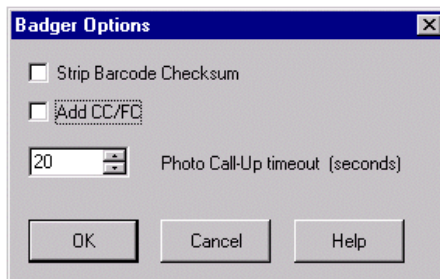 Badger Options
Strip Barcode Checksum
Add CC/FC
20 Photo Call-Up timeout (seconds)
OK Cancel Help